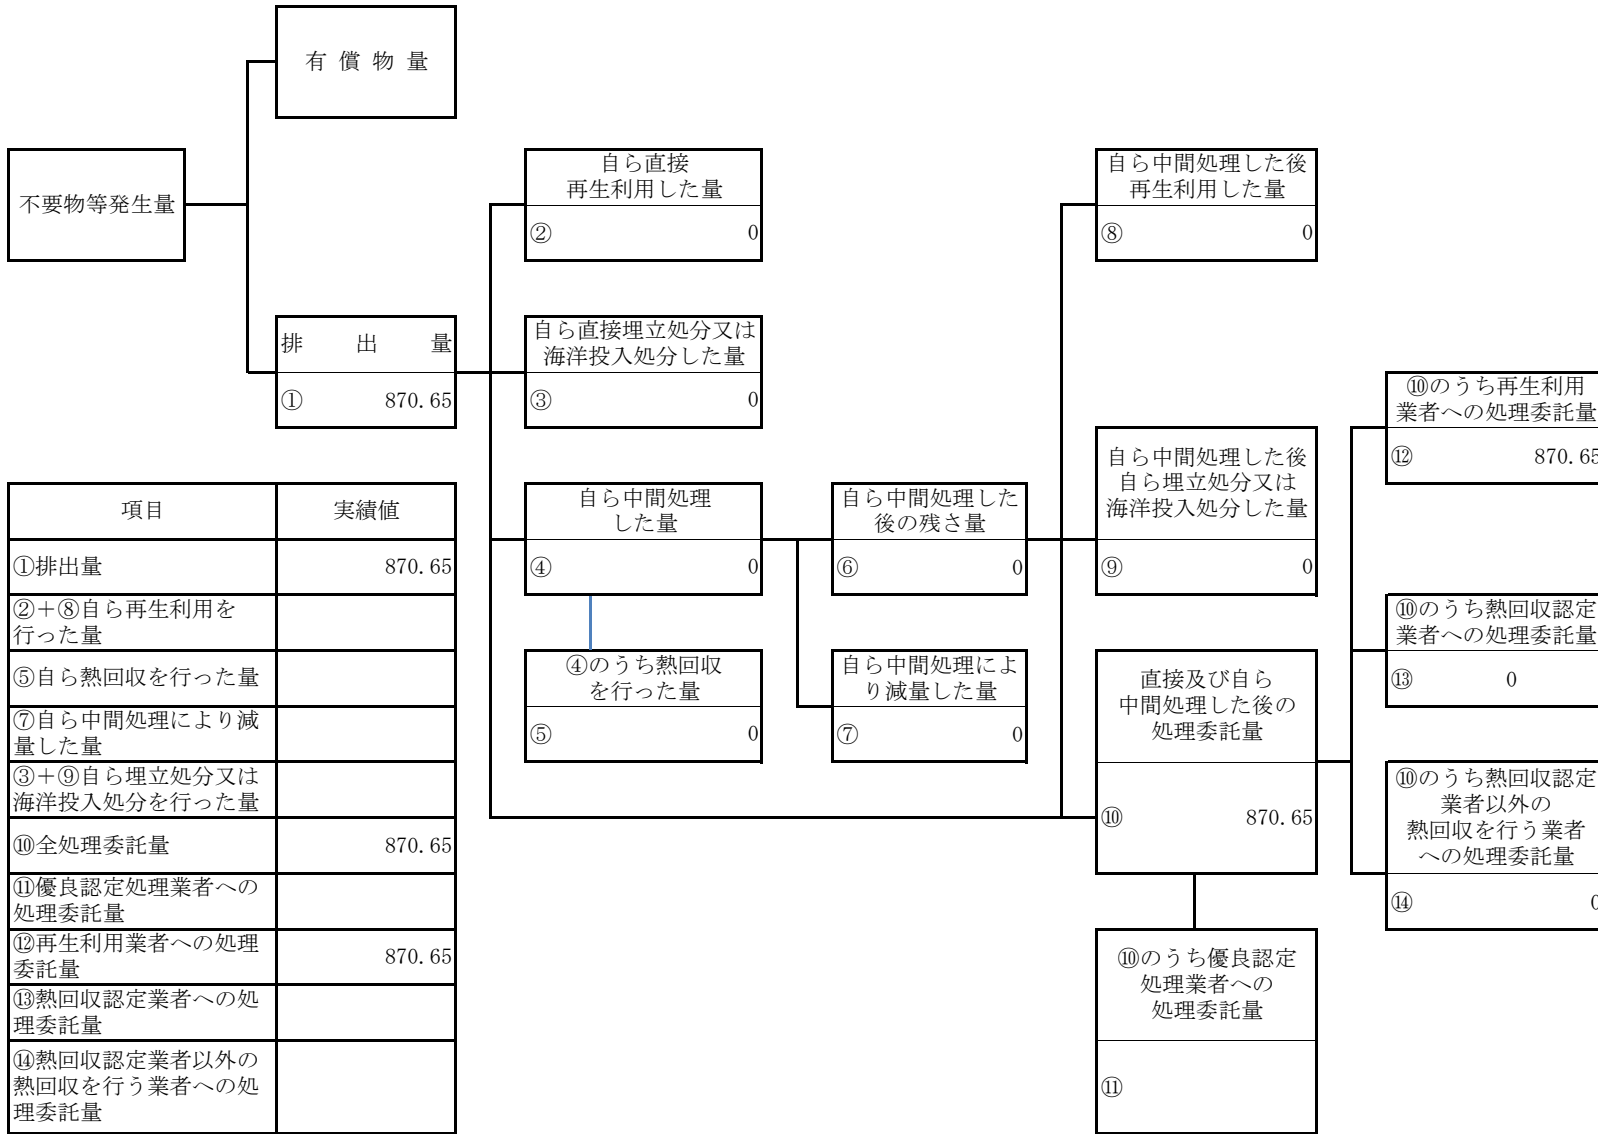 有償物量
不要物等発生量
排出量
① 870.65
自ら直接
再生利用した量
② 0
自ら直接埋立処分又は
海洋投入処分した量
③ 0
自ら中間処理
した量
④ 0
④のうち熱回収
を行った量
⑤ 0
自ら中間処理した
後の残さ量
⑥ 0
自ら中間処理によ
り減量した量
⑦ 0
自ら中間処理した後
再生利用した量
⑧ 0
自ら中間処理した後
自ら埋立処分又は
海洋投入処分した量
⑨ 0
直接及び自ら
中間処理した後の
処理委託量
⑩ 870.65
⑩のうち優良認定
処理業者への
処理委託量
⑪
⑩のうち再生利用
業者への処理委託量
⑫ 870.65
⑩のうち熱回収認定
業者への処理委託量
⑬ 0
⑩のうち熱回収認定
業者以外の
熱回収を行う業者
への処理委託量
⑭ 0
項目 実績値
①排出量 870.65
②＋⑧自ら再生利用を
行った量
⑤自ら熱回収を行った量
⑦自ら中間処理により減
量した量
③＋⑨自ら埋立処分又は
海洋投入処分を行った量
⑩全処理委託量 870.65
⑪優良認定処理業者への
処理委託量
⑫再生利用業者への処理
委託量 870.65
⑬熱回収認定業者への処
理委託量
⑭熱回収認定業者以外の
熱回収を行う業者への処
理委託量